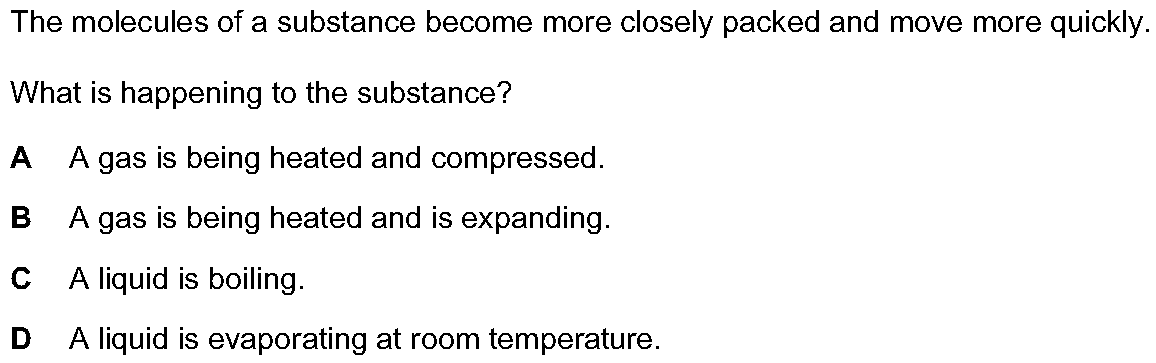 The molecules of a substance become more closely packed and move more quickly.
What is happening to the substance?
A A gas is being heated and compressed.
B A gas is being heated and is expanding.
C A liquid is boiling.
D A liquid is evaporating at room temperature.